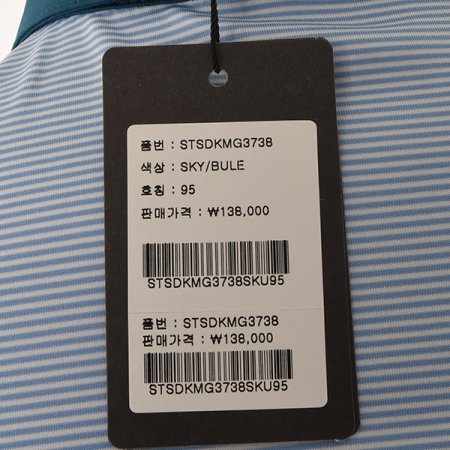 품번 : STSDKMG3738
색상 : SKY/BULE
호칭 : 95
판매가격 : ₩138,000
STSDKMG3738SKU95
품번 : STSDKMG3738
판매가격 : ₩138,000
STSDKMG3738SKU95